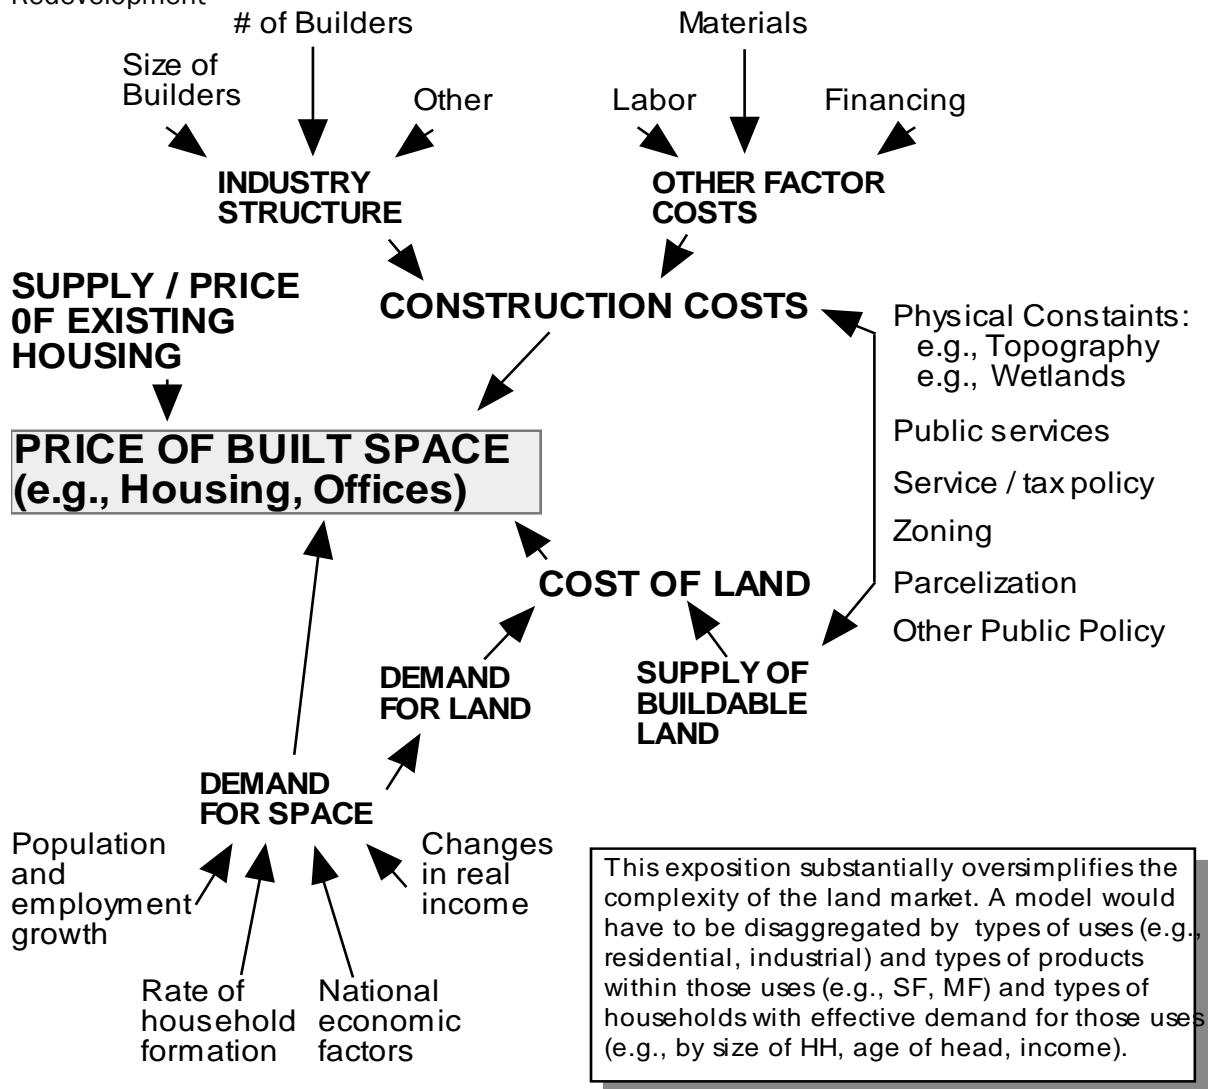 Redevelopment
# of Builders
Materials
Size of
Builders
Other
Labor
Financing
INDUSTRY
STRUCTURE
OTHER FACTOR
COSTS
SUPPLY / PRICE
0F EXISTING
HOUSING
CONSTRUCTION COSTS
Physical Constaints:
e.g., Topography
e.g., Wetlands
Public services
Service / tax policy
Zoning
Parcelization
Other Public Policy
PRICE OF BUILT SPACE
(e.g., Housing, Offices)
COST OF LAND
DEMAND
FOR LAND
SUPPLY OF
BUILDABLE
LAND
DEMAND
FOR SPACE
Population
and
employment
growth
Changes
in real
income
Rate of
household
formation
National
economic
factors
This exposition substantially oversimplifies the
complexity of the land market. A model would
have to be disaggregated by types of uses (e.g.,
residential, industrial) and types of products
within those uses (e.g., SF, MF) and types of
households with effective demand for those uses
(e.g., by size of HH, age of head, income).